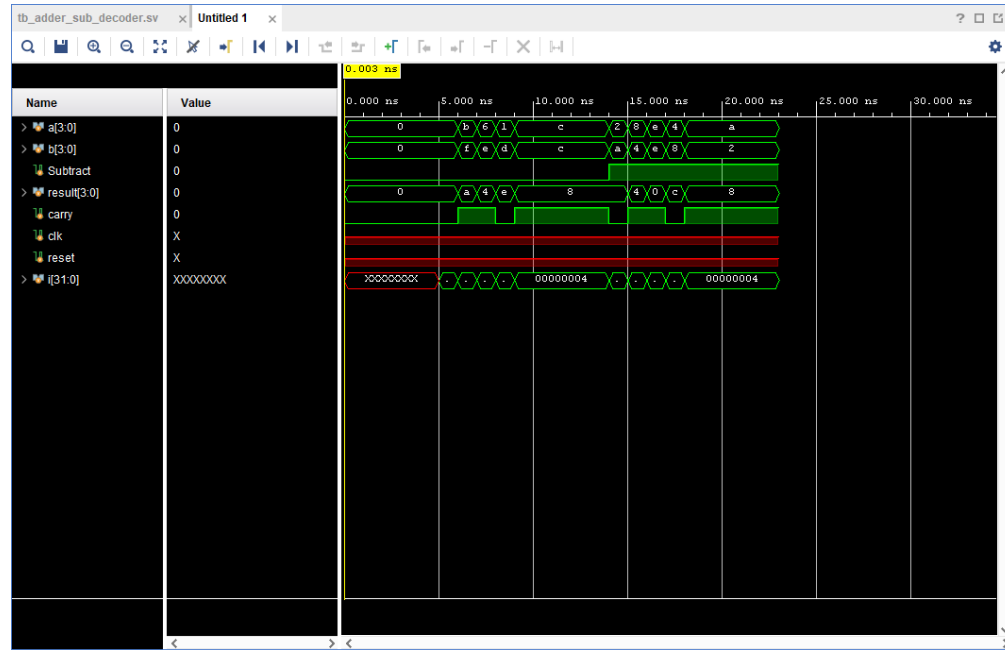 tb_adder_sub_decoder.sv × Untitled 1 × ?
0.003 ns
Name Value 0.000 ns 5.000 ns 10.000 ns 15.000 ns 20.000 ns 25.000 ns 30.000 ns
a[3:0] 0 0 b 6 1 c 2 8 e 4 a
b[3:0] 0 0 f e d c a 4 e 8 2
Subtract 0
result[3:0] 0 0 a 4 e 8 4 0 c 8
carry 0
clk X
reset X
i[31:0] XXXXXXXX XXXXXXXX . . . . 00000004 . . . . 00000004